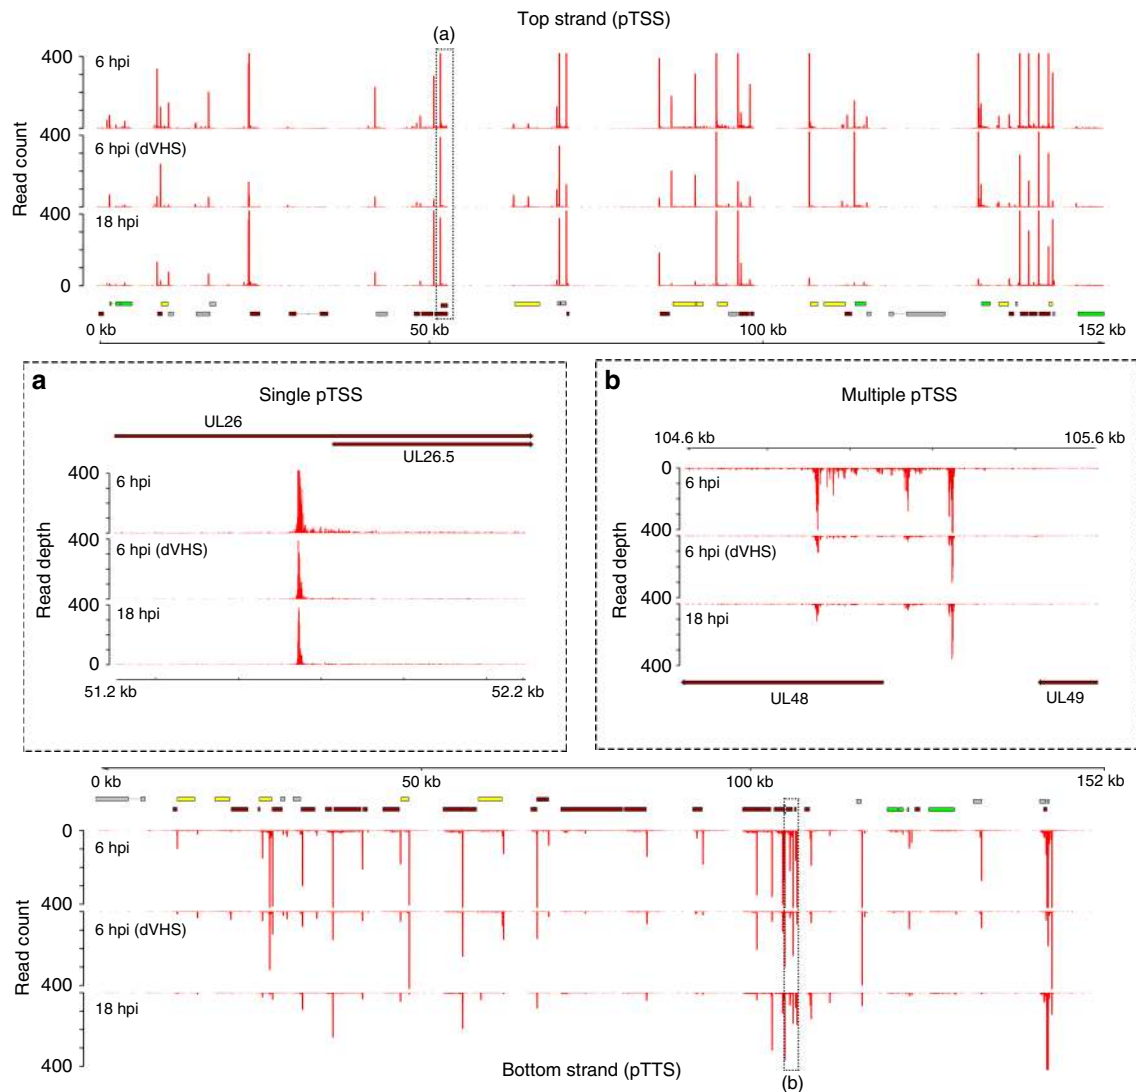 Top strand (pTSS)
(a)
Read count
400
6 hpi
400
6 hpi (dVHS)
400
18 hpi
0
0 kb
50 kb
100 kb
152 kb
a
Single pTSS
UL26
UL26.5
Read depth
400
6 hpi
400
6 hpi (dVHS)
400
18 hpi
0
51.2 kb
52.2 kb
b
Multiple pTSS
104.6 kb
105.6 kb
Read depth
0
6 hpi
400
6 hpi (dVHS)
400
18 hpi
400
UL48
UL49
0 kb
50 kb
100 kb
152 kb
Read count
0
6 hpi
400
6 hpi (dVHS)
400
18 hpi
400
Bottom strand (pTTS)
(b)